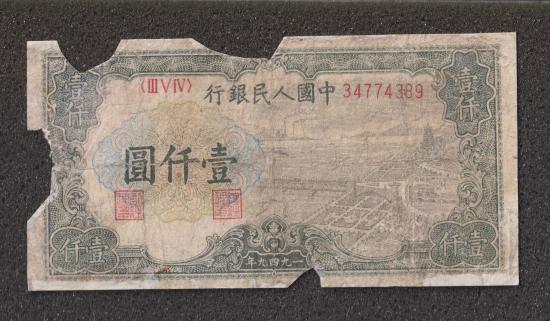 壹仟 壹仟
〈ⅢⅤⅣ〉 行銀民人國中 34774389
圓仟壹
仟壹 年九四九一 仟壹